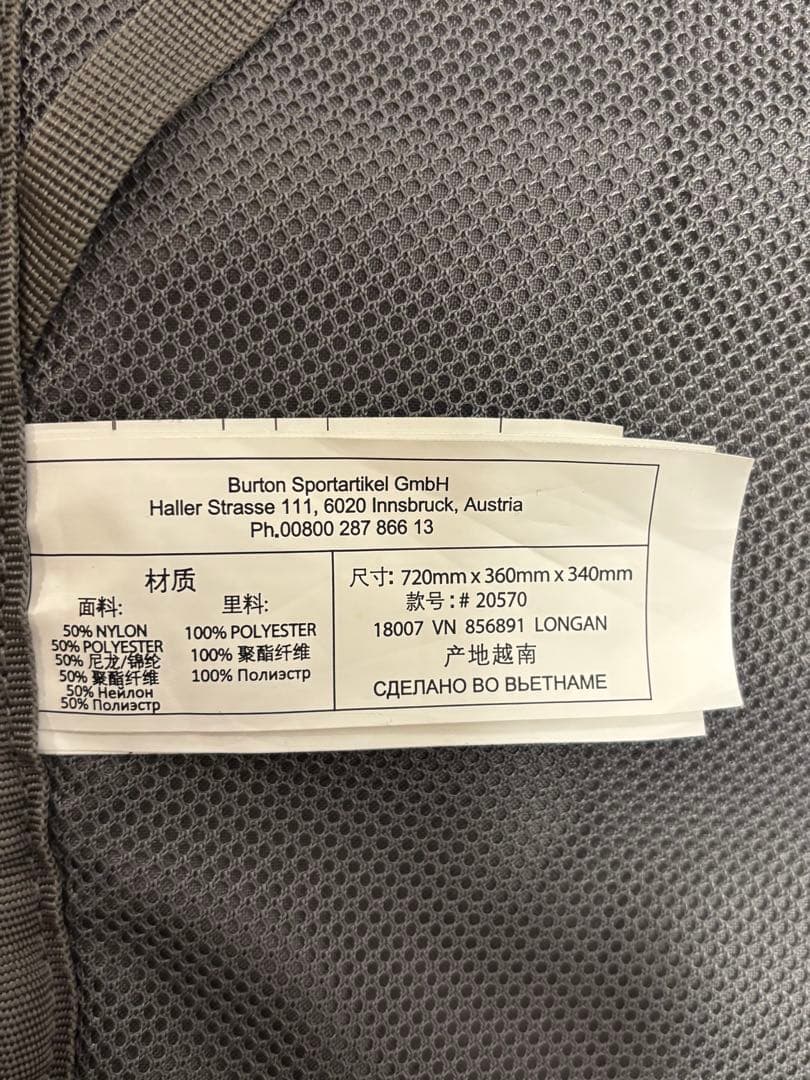 Burton Sportartikel GmbH
Haller Strasse 111, 6020 Innsbruck, Austria
Ph.00800 287 866 13
材质
面料:
50% NYLON
50% POLYESTER
50% 尼龙/锦纶
50% 聚酯纤维
50% Нейлон
50% Полиэстр
里料:
100% POLYESTER
100% 聚酯纤维
100% Полиэстр
尺寸: 720mm x 360mm x 340mm
款号:# 20570
18007 VN 856891 LONGAN
产地越南
СДЕЛАНО ВО ВЬЕТНАМЕ